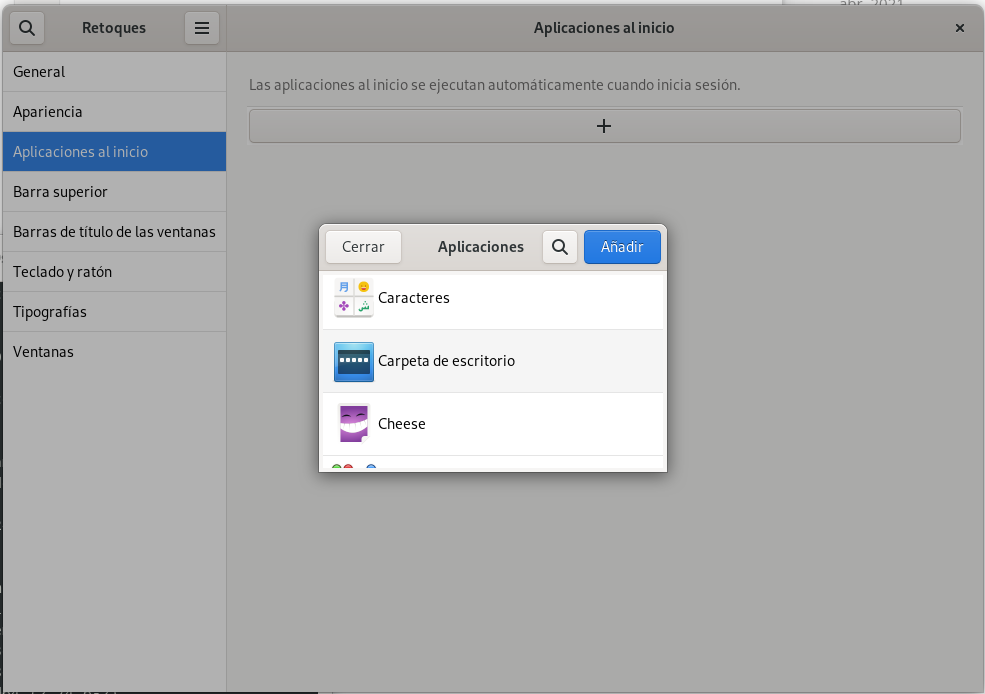 abr. 2021
Retoques
Aplicaciones al inicio
General
Apariencia
Aplicaciones al inicio
Barra superior
Barras de título de las ventanas
Teclado y ratón
Tipografías
Ventanas
Las aplicaciones al inicio se ejecutan automáticamente cuando inicia sesión.
Cerrar
Aplicaciones
Añadir
Caracteres
Carpeta de escritorio
Cheese